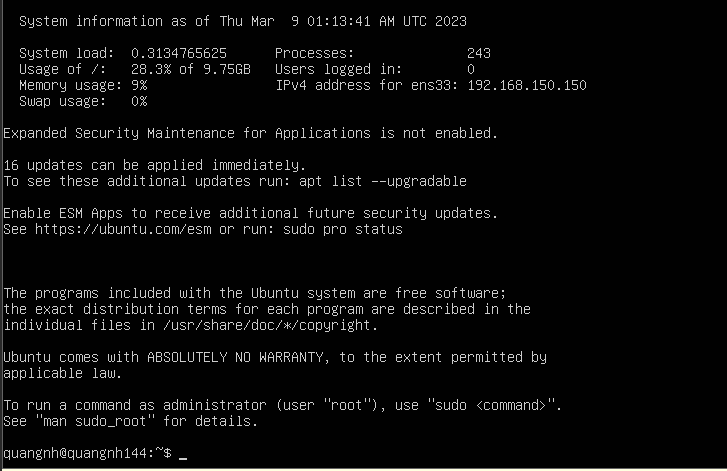 System information as of Thu Mar  9 01:13:41 AM UTC 2023
System load:  0.3134765625      Processes:              243
Usage of /:   28.3% of 9.75GB   Users logged in:        0
Memory usage: 9%                IPv4 address for ens33: 192.168.150.150
Swap usage:   0%
Expanded Security Maintenance for Applications is not enabled.
16 updates can be applied immediately.
To see these additional updates run: apt list --upgradable
Enable ESM Apps to receive additional future security updates.
See https://ubuntu.com/esm or run: sudo pro status
The programs included with the Ubuntu system are free software;
the exact distribution terms for each program are described in the
individual files in /usr/share/doc/*/copyright.
Ubuntu comes with ABSOLUTELY NO WARRANTY, to the extent permitted by
applicable law.
To run a command as administrator (user "root"), use "sudo <command>".
See "man sudo_root" for details.
quangnh@quangnh144:~$ _